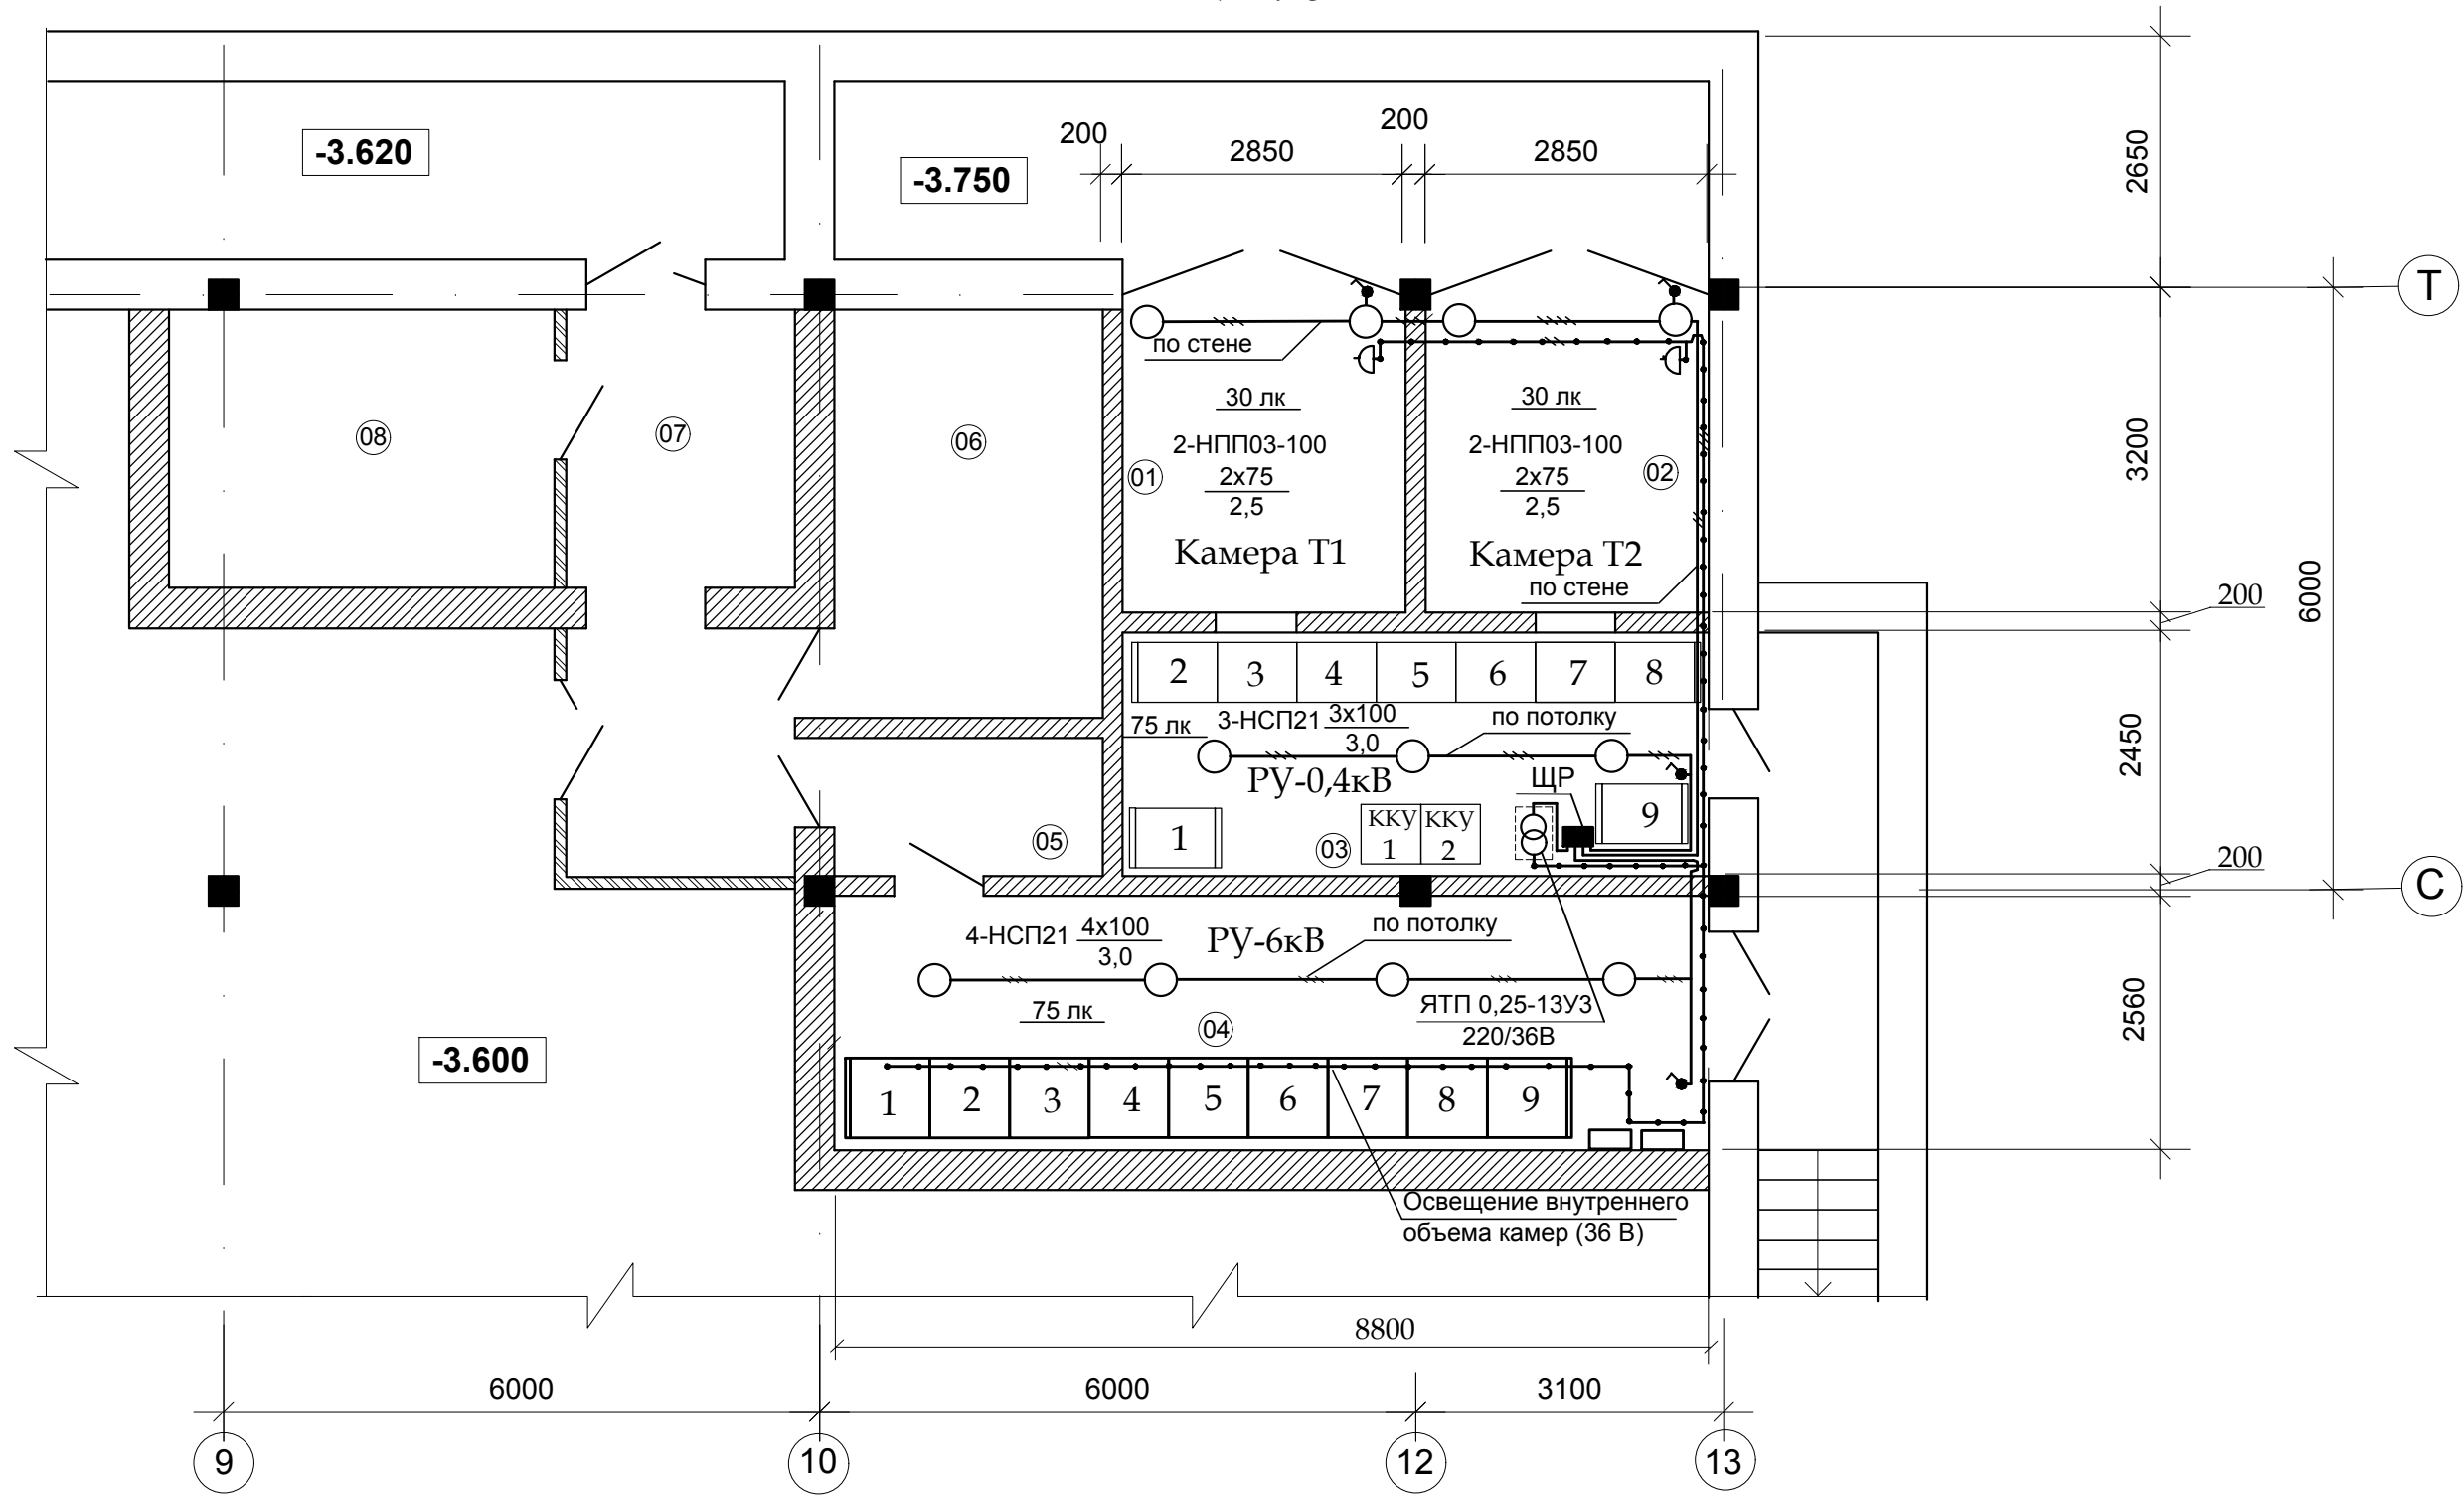 200
200
2850
2850
2650
-3.620
-3.750
Т
по стене
30 лк
30 лк
3200
08
07
06
2-НПП03-100
2-НПП03-100
01
02
2х75
2х75
2,5
2,5
Камера Т1
Камера Т2
по стене
200
6000
2 3 4 5 6 7 8
75 лк
3-НСП21 3х100
3,0
по потолку
2450
РУ-0,4кВ
ЩР
1
ККУ
1
ККУ
2
9
05
03
200
С
4-НСП21 4х100
3,0
РУ-6кВ
по потолку
75 лк
04
ЯТП 0,25-13У3
220/36В
2560
-3.600
1 2 3 4 5 6 7 8 9
Освещение внутреннего
объема камер (36 В)
8800
6000
6000
3100
9
10
12
13